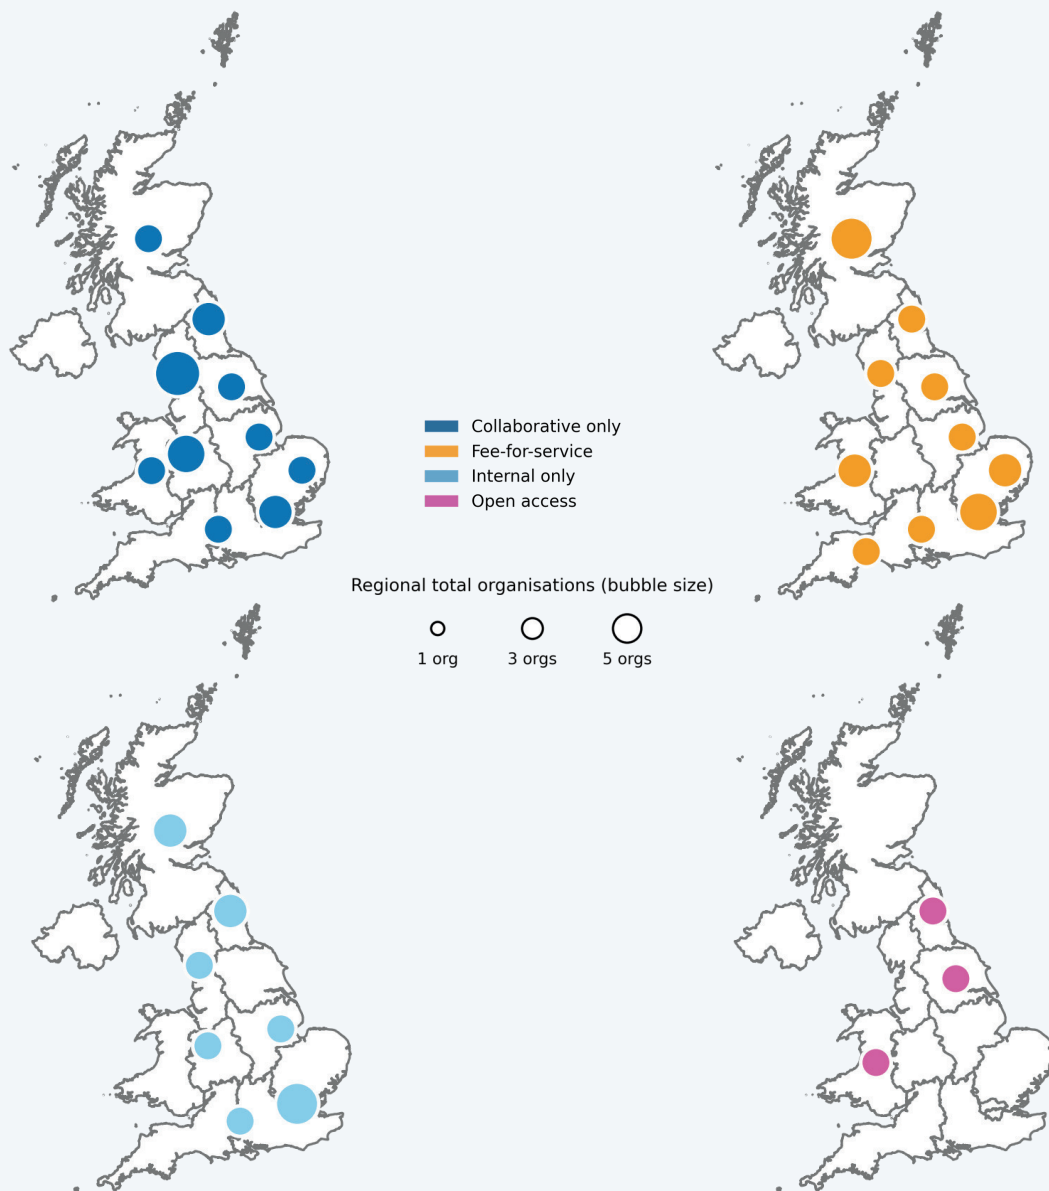 Collaborative only
Fee-for-service
Internal only
Open access
Regional total organisations (bubble size)
1 org 3 orgs 5 orgs